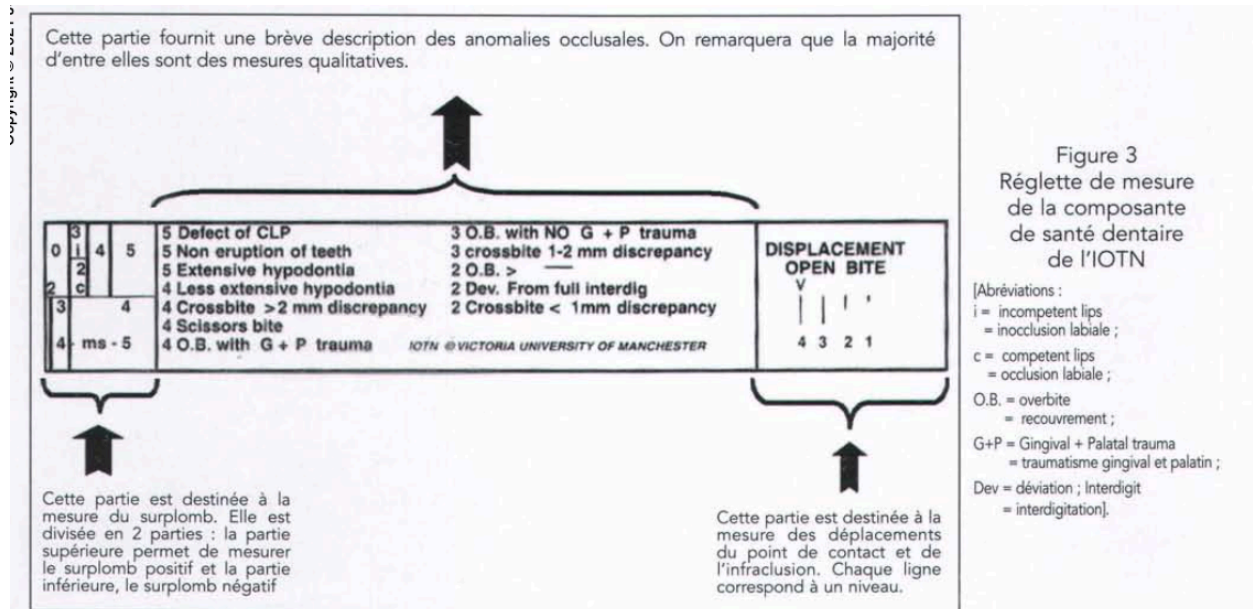 Cette partie fournit une brève description des anomalies occlusales. On remarquera que la majorité
d'entre elles sont des mesures qualitatives.
0
3
i
2
c
4
5
2
3
4
4 - ms - 5
5 Defect of CLP
5 Non eruption of teeth
5 Extensive hypodontia
4 Less extensive hypodontia
4 Crossbite >2 mm discrepancy
4 Scissors bite
4 O.B. with G + P trauma
3 O.B. with NO G + P trauma
3 crossbite 1-2 mm discrepancy
2 O.B. >
2 Dev. From full interdig
2 Crossbite < 1mm discrepancy
IOTN @ VICTORIA UNIVERSITY OF MANCHESTER
DISPLACEMENT
OPEN BITE
V
4 3 2 1
Cette partie est destinée à la
mesure du surplomb. Elle est
divisée en 2 parties : la partie
supérieure permet de mesurer
le surplomb positif et la partie
inférieure, le surplomb négatif
Cette partie est destinée à la
mesure des déplacements
du point de contact et de
l'infraclusion. Chaque ligne
correspond à un niveau.
Figure 3
Réglette de mesure
de la composante
de santé dentaire
de l'IOTN
[Abréviations :
i = incompetent lips
= inocclusion labiale ;
c = competent lips
= occlusion labiale ;
O.B. = overbite
= recouvrement ;
G+P = Gingival + Palatal trauma
= traumatisme gingival et palatin ;
Dev = déviation ; Interdigit
= interdigitation].